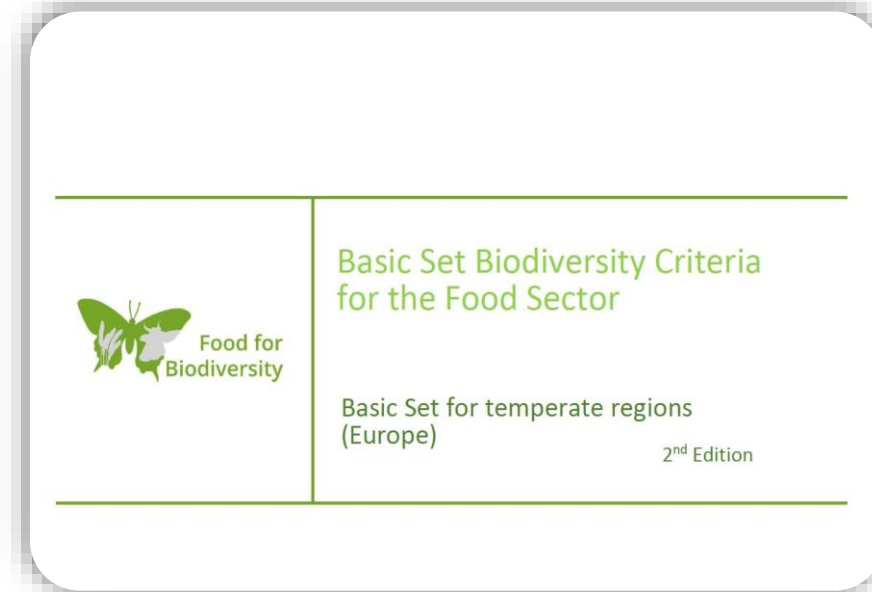 Food for
Biodiversity
Basic Set Biodiversity Criteria
for the Food Sector
Basic Set for temperate regions
(Europe)
2nd Edition